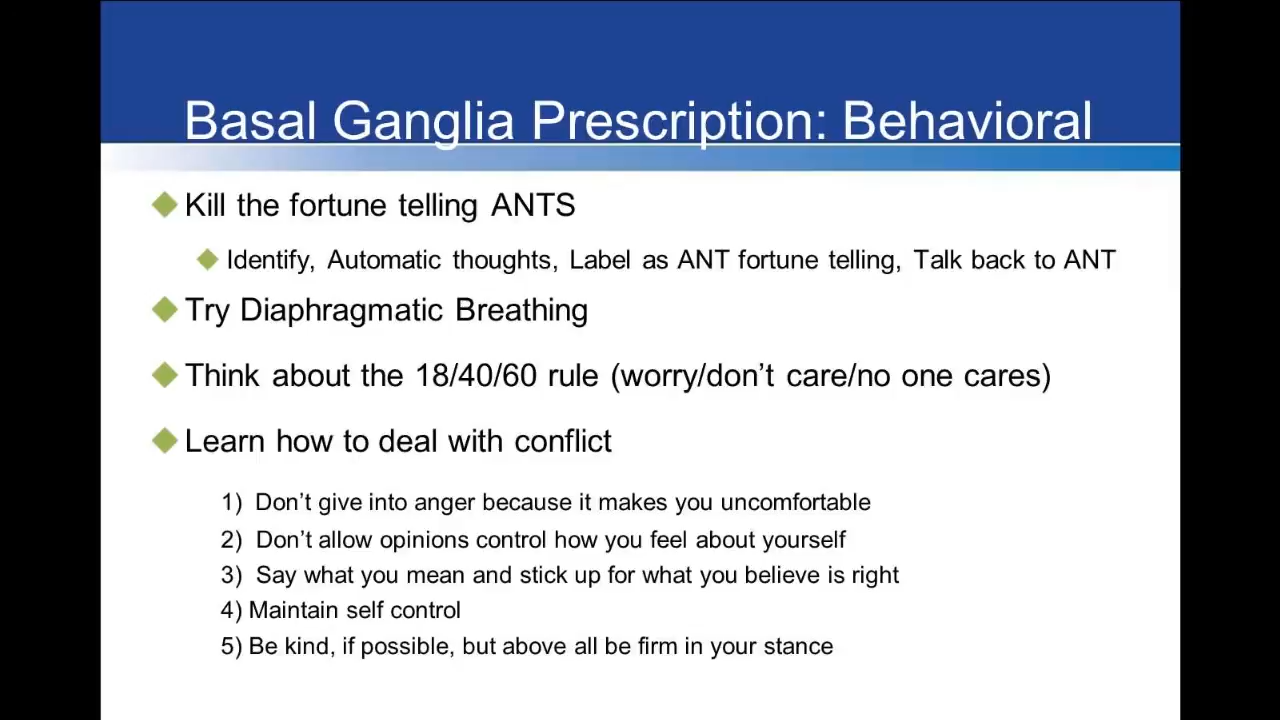 Basal Ganglia Prescription: Behavioral
Kill the fortune telling ANTS
Identify, Automatic thoughts, Label as ANT fortune telling, Talk back to ANT
Try Diaphragmatic Breathing
Think about the 18/40/60 rule (worry/don’t care/no one cares)
Learn how to deal with conflict
1) Don’t give into anger because it makes you uncomfortable
2) Don’t allow opinions control how you feel about yourself
3) Say what you mean and stick up for what you believe is right
4) Maintain self control
5) Be kind, if possible, but above all be firm in your stance